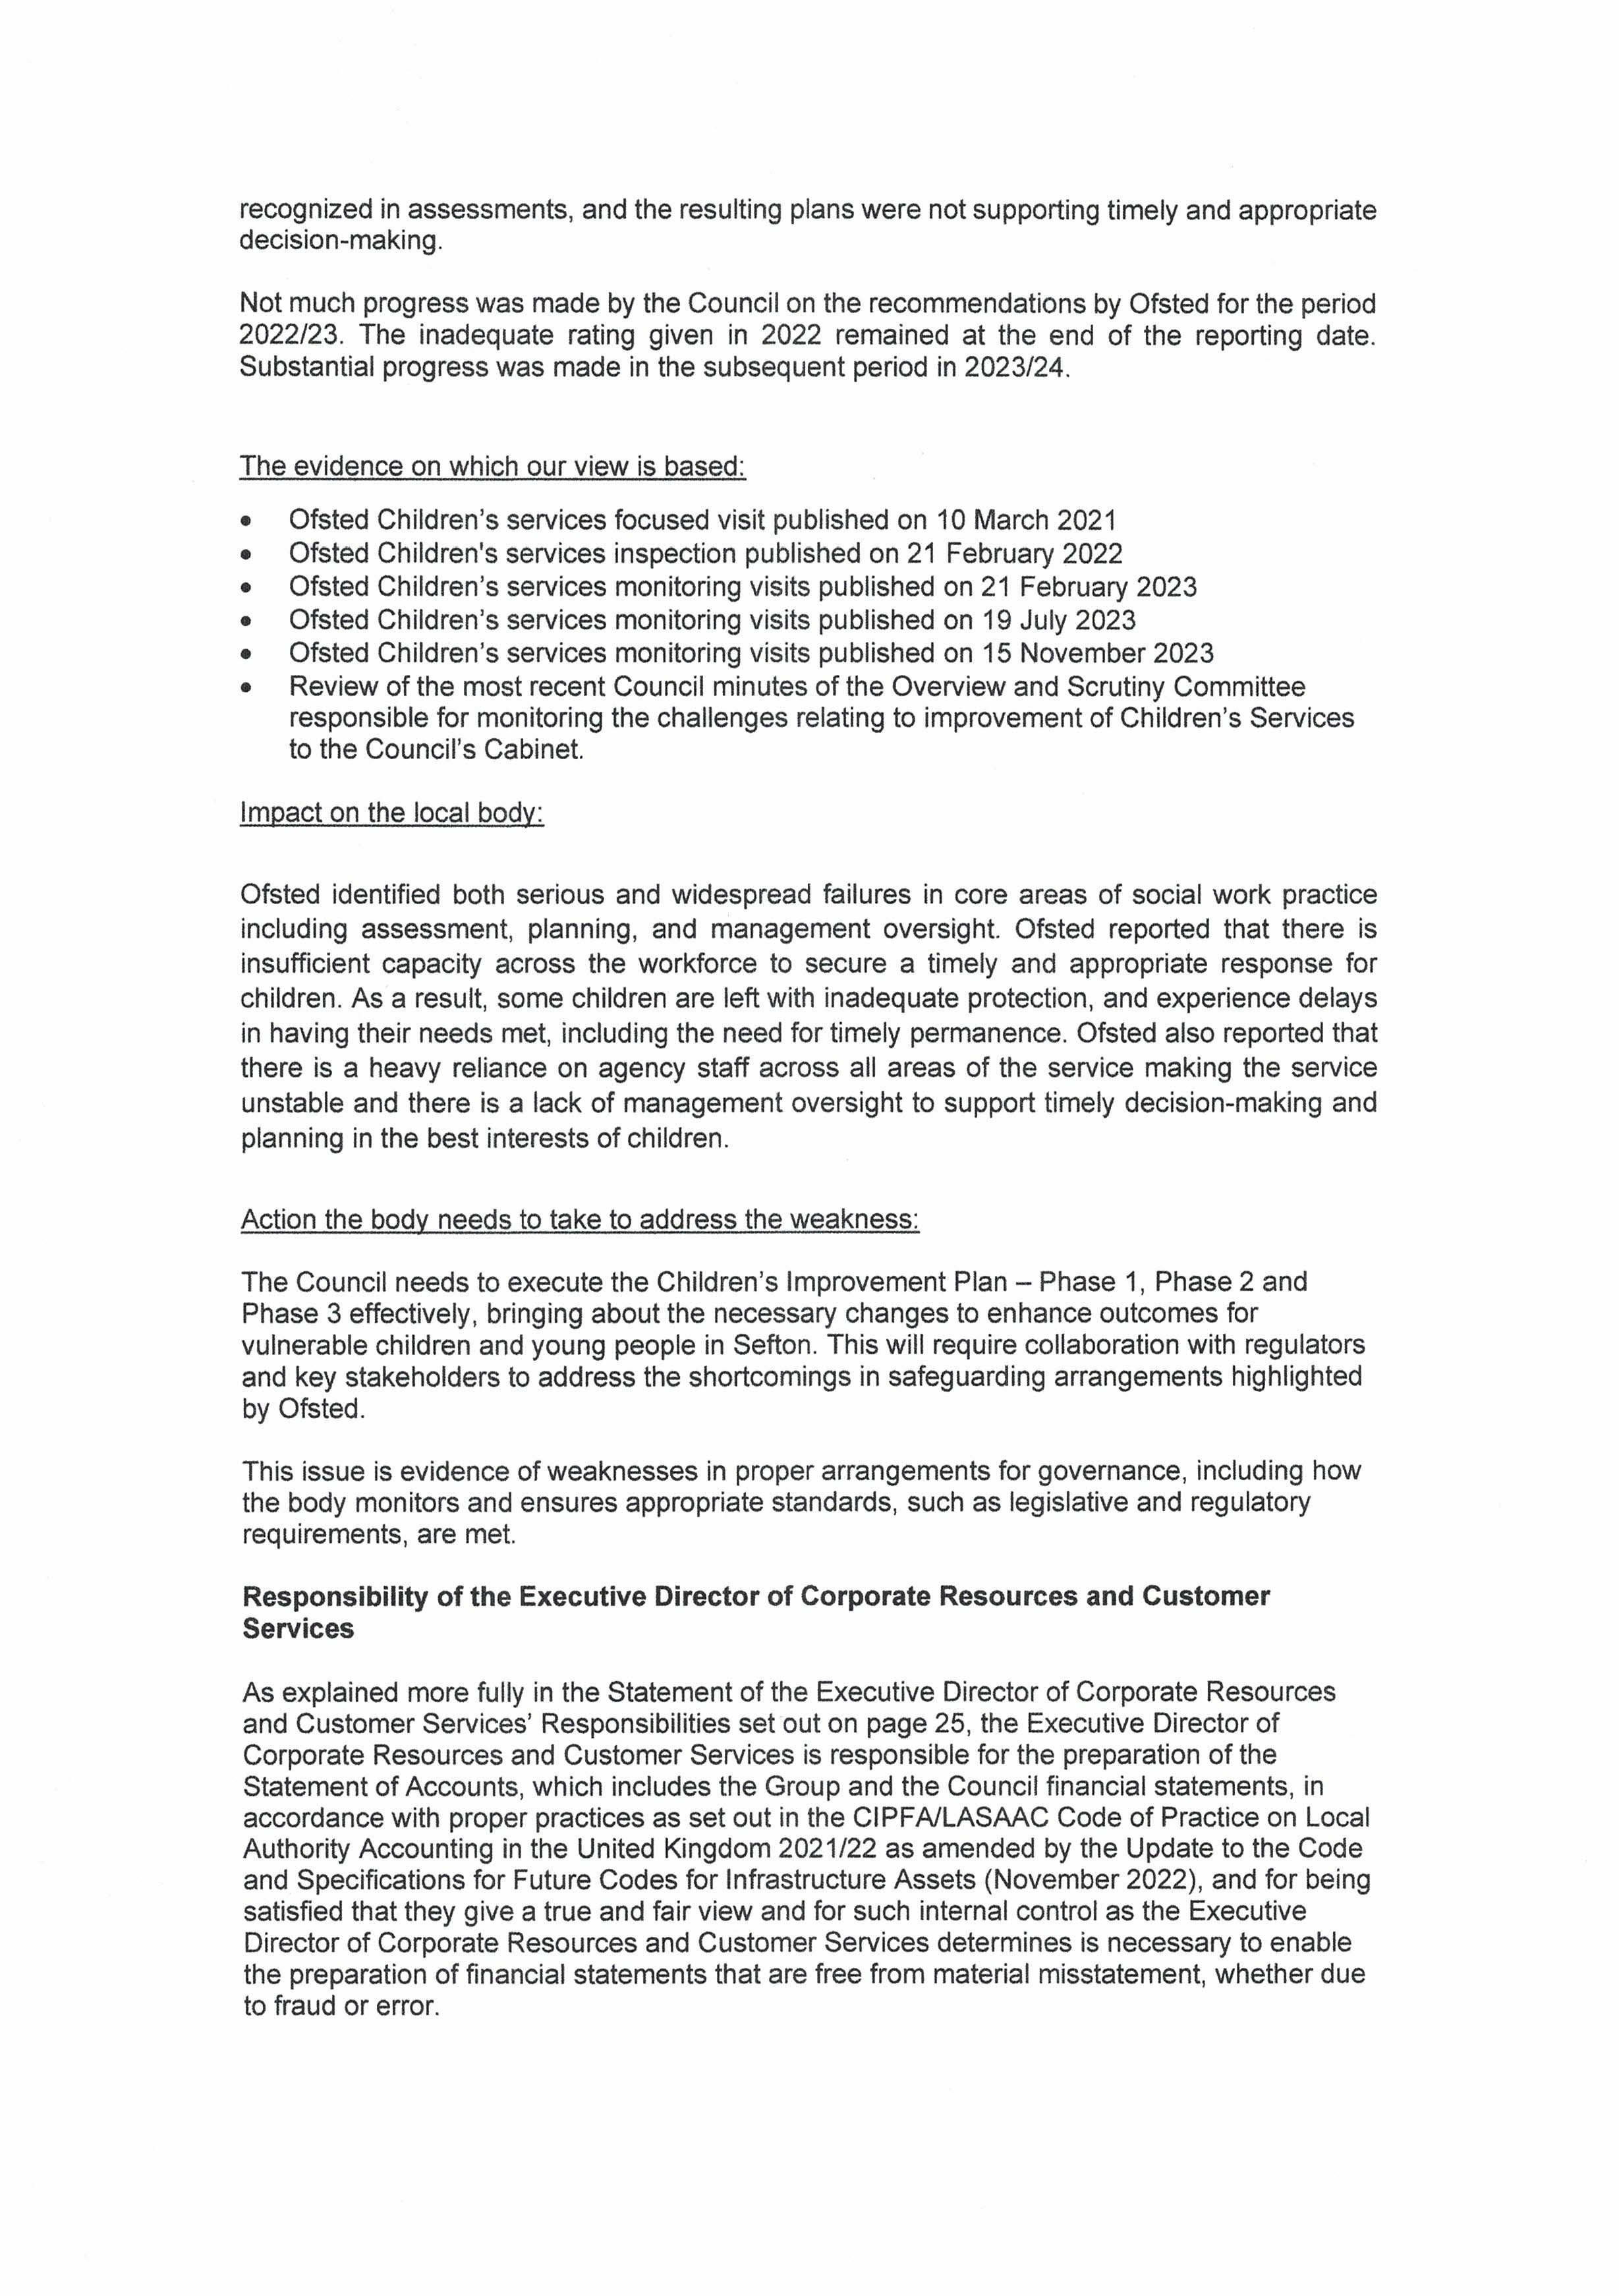 recognized in assessments, and the resulting plans were not supporting timely and appropriate
decision-making.
Not much progress was made by the Council on the recommendations by Ofsted for the period
2022/23. The inadequate rating given in 2022 remained at the end of the reporting date.
Substantial progress was made in the subsequent period in 2023/24.
The evidence on which our view is based:
• Ofsted Children's services focused visit published on 10 March 2021
• Ofsted Children's services inspection published on 21 February 2022
• Ofsted Children's services monitoring visits published on 21 February 2023
• Ofsted Children's services monitoring visits published on 19 July 2023
• Ofsted Children's services monitoring visits published on 15 November 2023
• Review of the most recent Council minutes of the Overview and Scrutiny Committee
responsible for monitoring the challenges relating to improvement of Children's Services
to the Council's Cabinet.
Impact on the local body:
Ofsted identified both serious and widespread failures in core areas of social work practice
including assessment, planning, and management oversight. Ofsted reported that there is
insufficient capacity across the workforce to secure a timely and appropriate response for
children. As a result, some children are left with inadequate protection, and experience delays
in having their needs met, including the need for timely permanence. Ofsted also reported that
there is a heavy reliance on agency staff across all areas of the service making the service
unstable and there is a lack of management oversight to support timely decision-making and
planning in the best interests of children.
Action the body needs to take to address the weakness:
The Council needs to execute the Children's Improvement Plan – Phase 1, Phase 2 and
Phase 3 effectively, bringing about the necessary changes to enhance outcomes for
vulnerable children and young people in Sefton. This will require collaboration with regulators
and key stakeholders to address the shortcomings in safeguarding arrangements highlighted
by Ofsted.
This issue is evidence of weaknesses in proper arrangements for governance, including how
the body monitors and ensures appropriate standards, such as legislative and regulatory
requirements, are met.
Responsibility of the Executive Director of Corporate Resources and Customer
Services
As explained more fully in the Statement of the Executive Director of Corporate Resources
and Customer Services' Responsibilities set out on page 25, the Executive Director of
Corporate Resources and Customer Services is responsible for the preparation of the
Statement of Accounts, which includes the Group and the Council financial statements, in
accordance with proper practices as set out in the CIPFA/LASAAC Code of Practice on Local
Authority Accounting in the United Kingdom 2021/22 as amended by the Update to the Code
and Specifications for Future Codes for Infrastructure Assets (November 2022), and for being
satisfied that they give a true and fair view and for such internal control as the Executive
Director of Corporate Resources and Customer Services determines is necessary to enable
the preparation of financial statements that are free from material misstatement, whether due
to fraud or error.